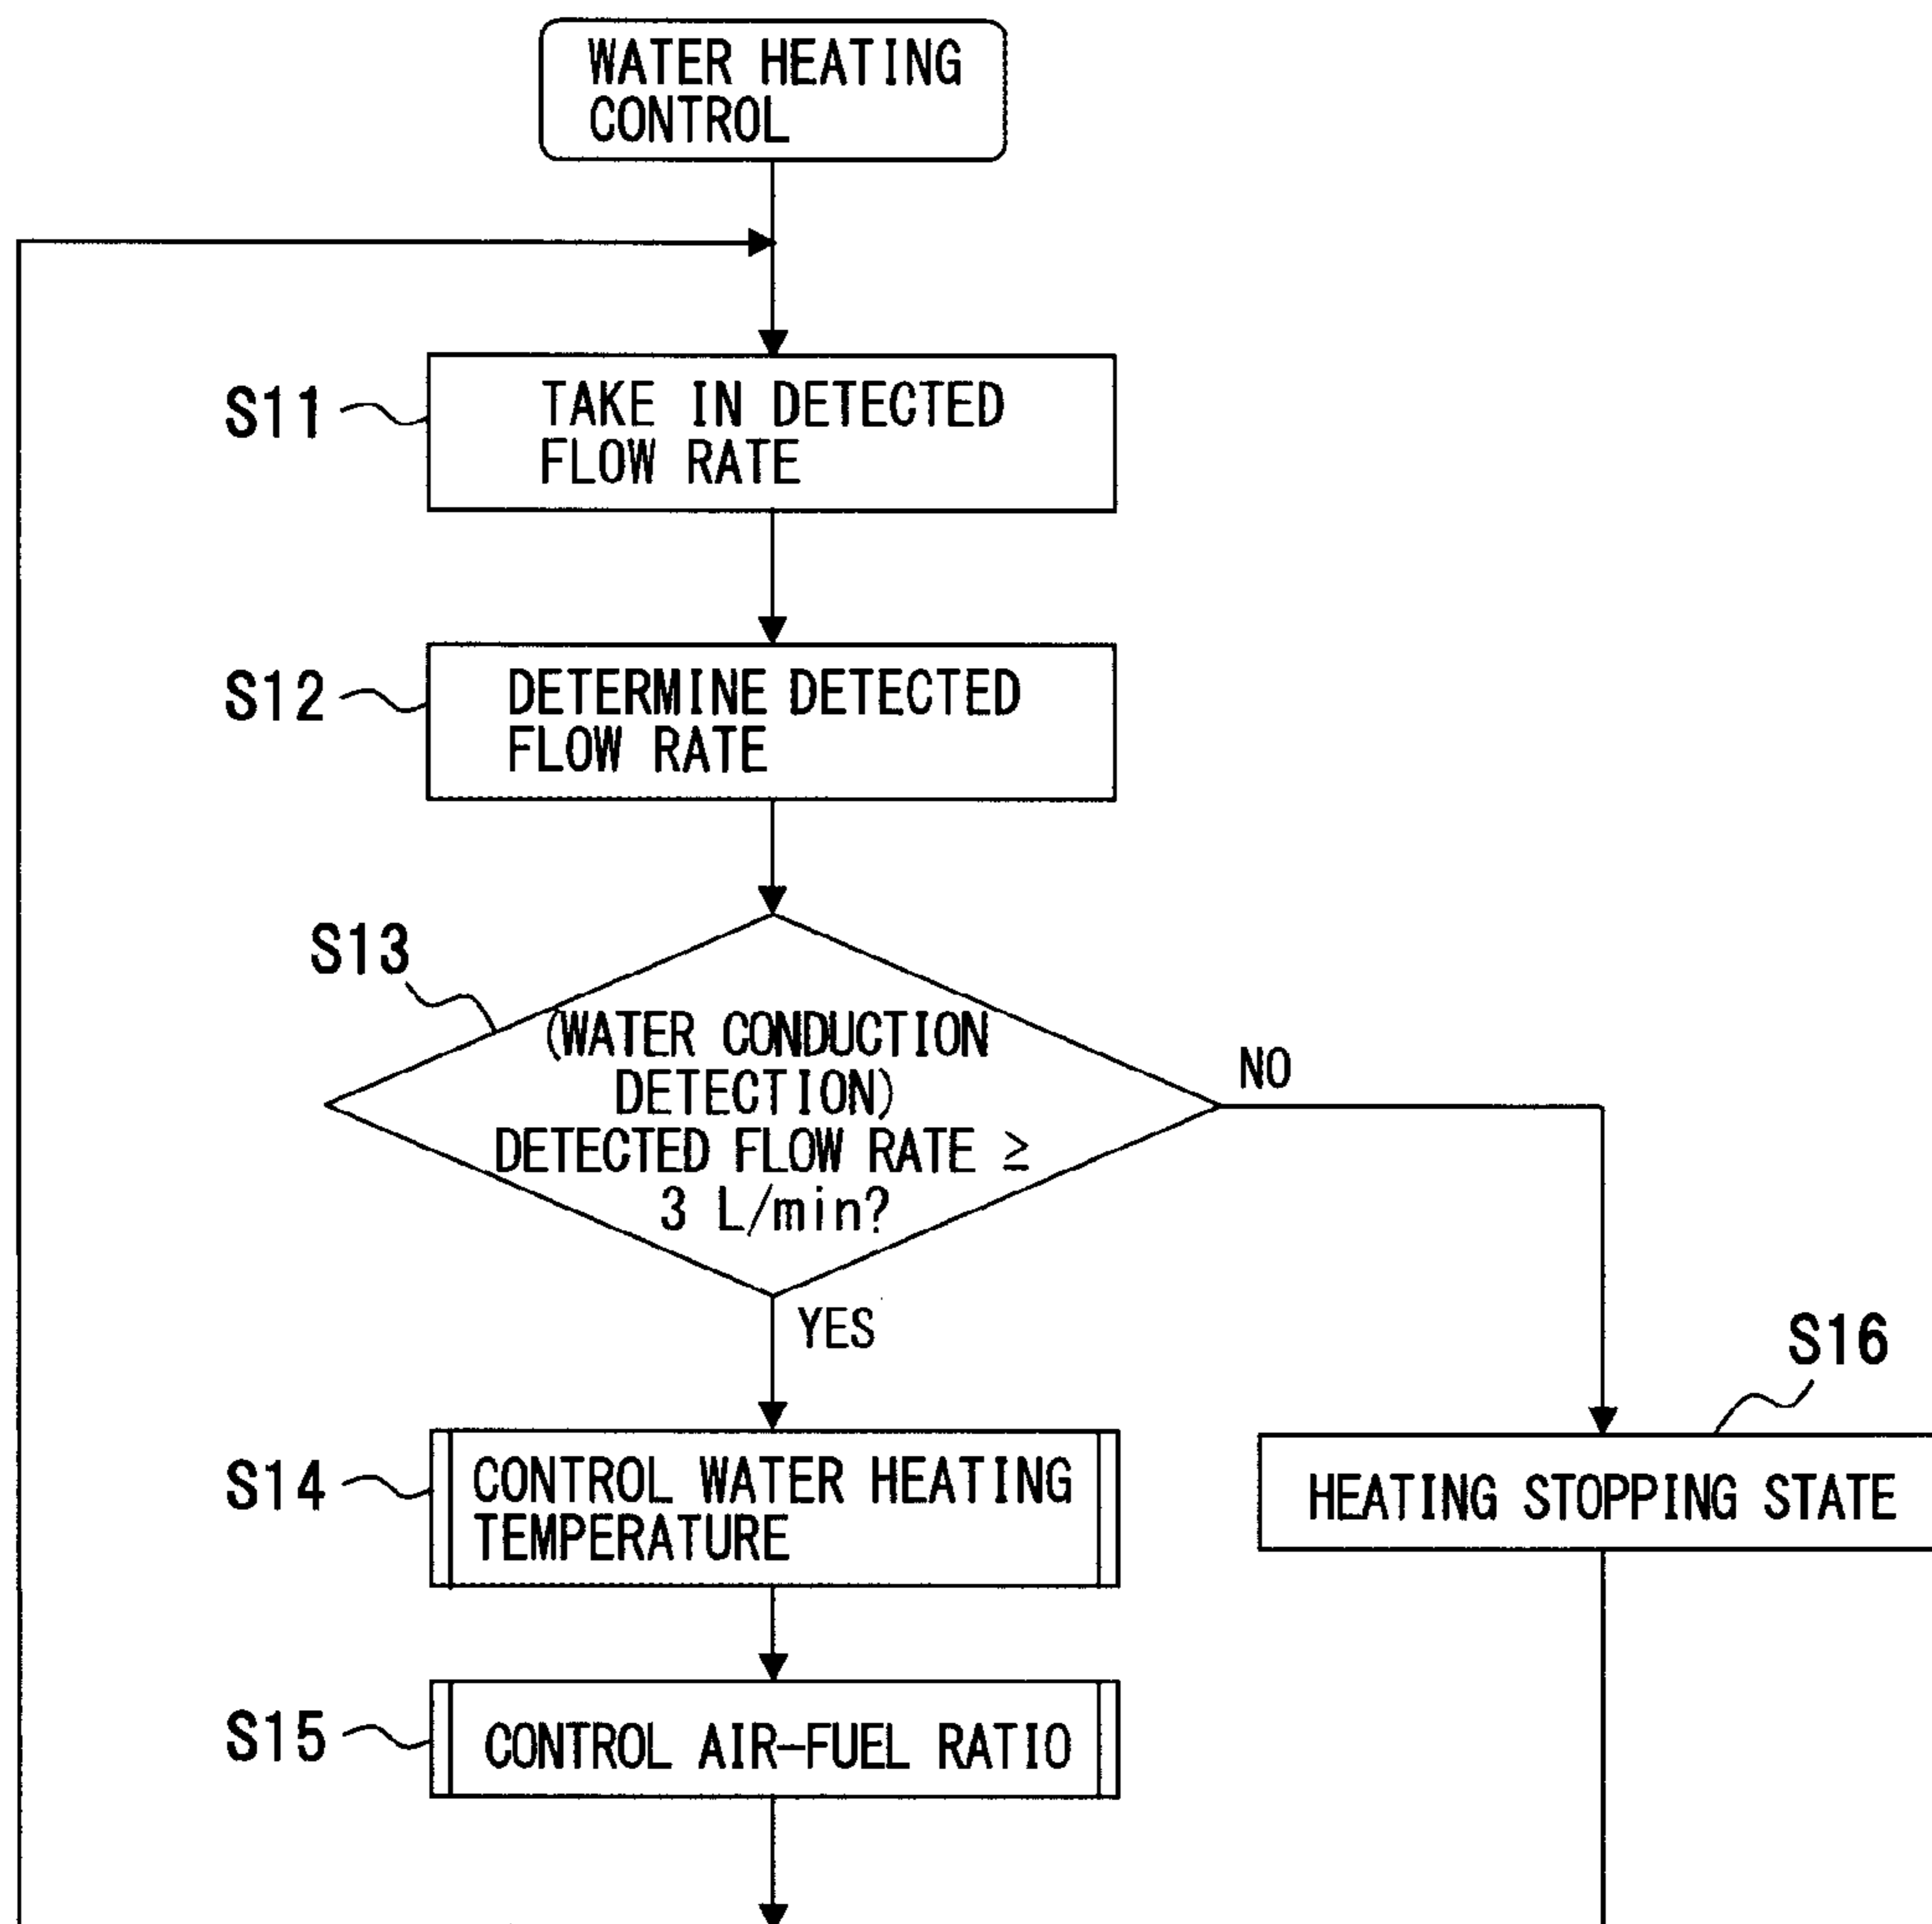 WATER HEATING
CONTROL
S11
TAKE IN DETECTED
FLOW RATE
S12
DETERMINE DETECTED
FLOW RATE
S13
(WATER CONDUCTION
DETECTION)
DETECTED FLOW RATE ≥
3 L/min?
NO
YES
S14
CONTROL WATER HEATING
TEMPERATURE
S16
HEATING STOPPING STATE
S15
CONTROL AIR-FUEL RATIO